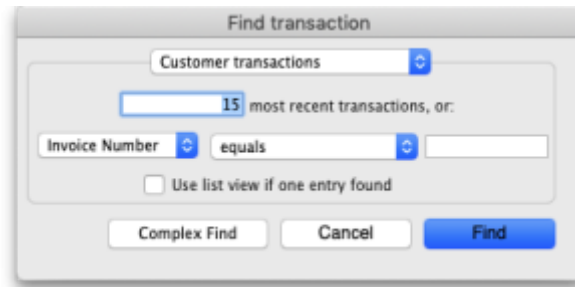 Find transaction
Customer transactions
15 most recent transactions, or:
Invoice Number equals
Use list view if one entry found
Complex Find Cancel Find